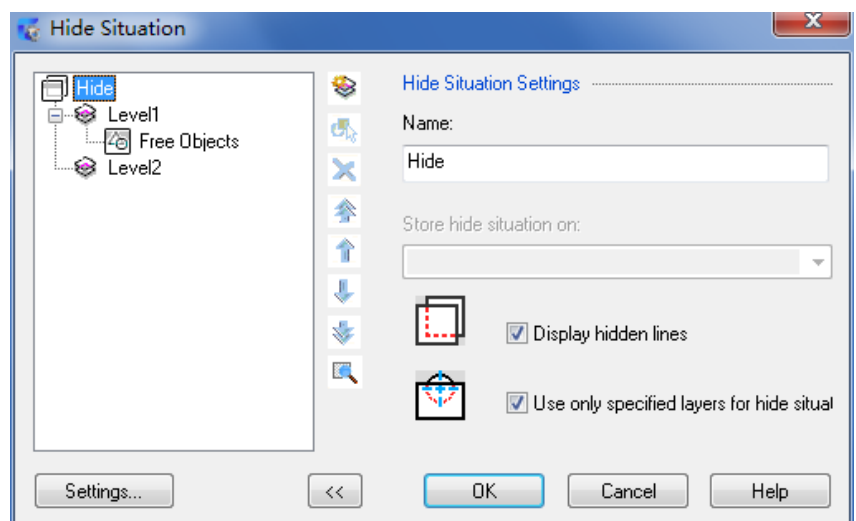 Hide Situation
Hide
Level1
Free Objects
Level2
Hide Situation Settings
Name:
Hide
Store hide situation on:
Display hidden lines
Use only specified layers for hide situat
Settings...
<<
OK
Cancel
Help